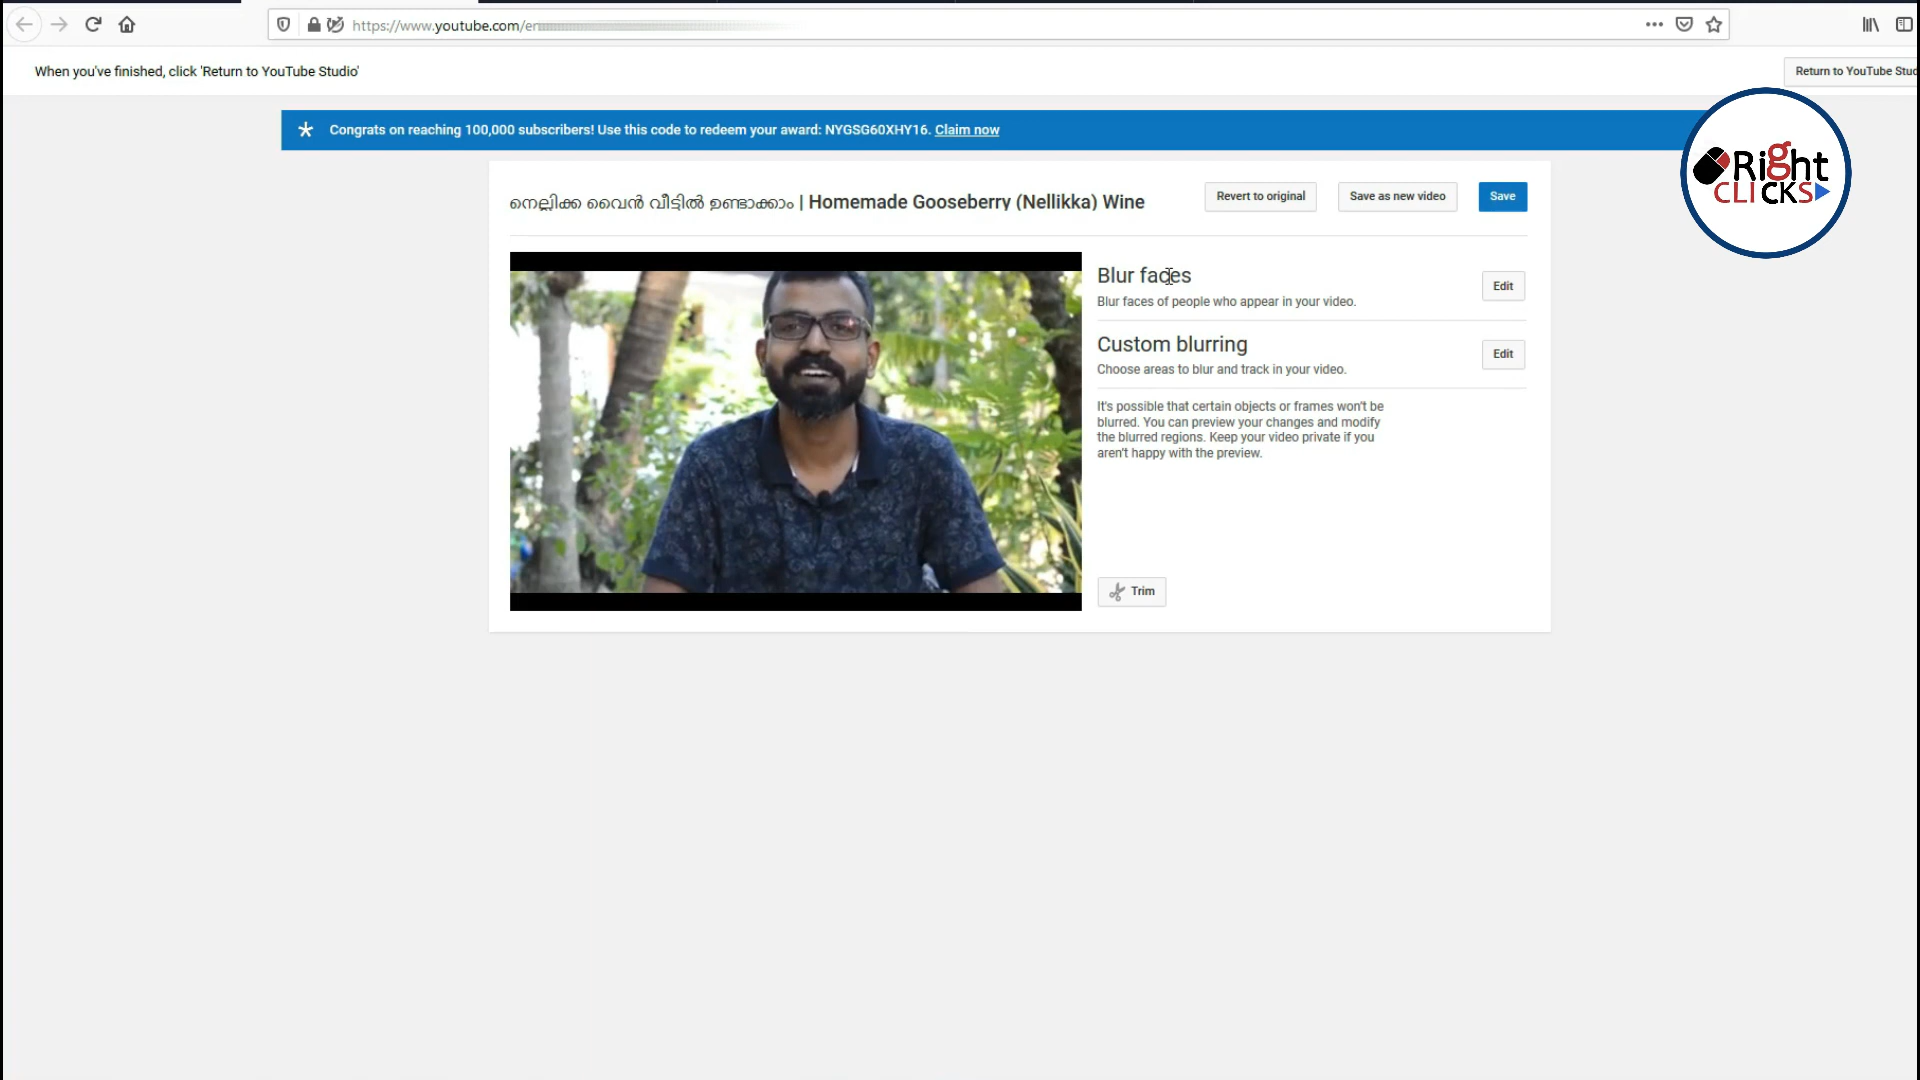 https://www.youtube.com/en
When you've finished, click 'Return to YouTube Studio'
Return to YouTube Stud
Congrats on reaching 100,000 subscribers! Use this code to redeem your award: NYGSG60XHY16. Claim now
Right
CLICKS
നെല്ലിക്ക വൈൻ വീട്ടിൽ ഉണ്ടാക്കാം | Homemade Gooseberry (Nellikka) Wine
Revert to original
Save as new video
Save
Blur faces
Edit
Blur faces of people who appear in your video.
Custom blurring
Edit
Choose areas to blur and track in your video.
It's possible that certain objects or frames won't be
blurred. You can preview your changes and modify
the blurred regions. Keep your video private if you
aren't happy with the preview.
Trim